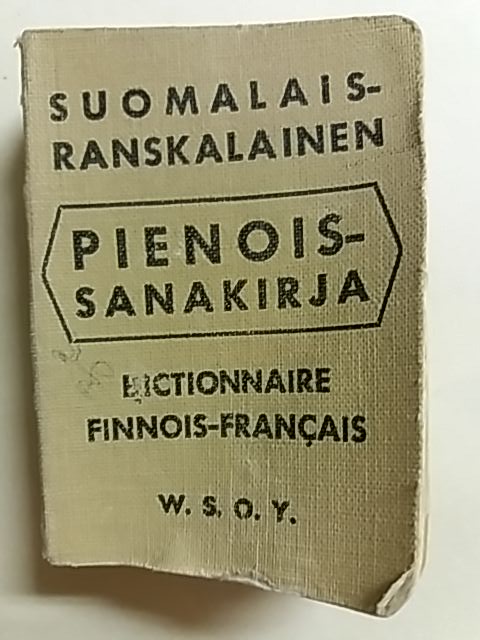 SUOMALAIS-
RANSKALAINEN
PIENOIS-
SANAKIRJA
DICTIONNAIRE
FINNOIS-FRANÇAIS
W. S. O. Y.